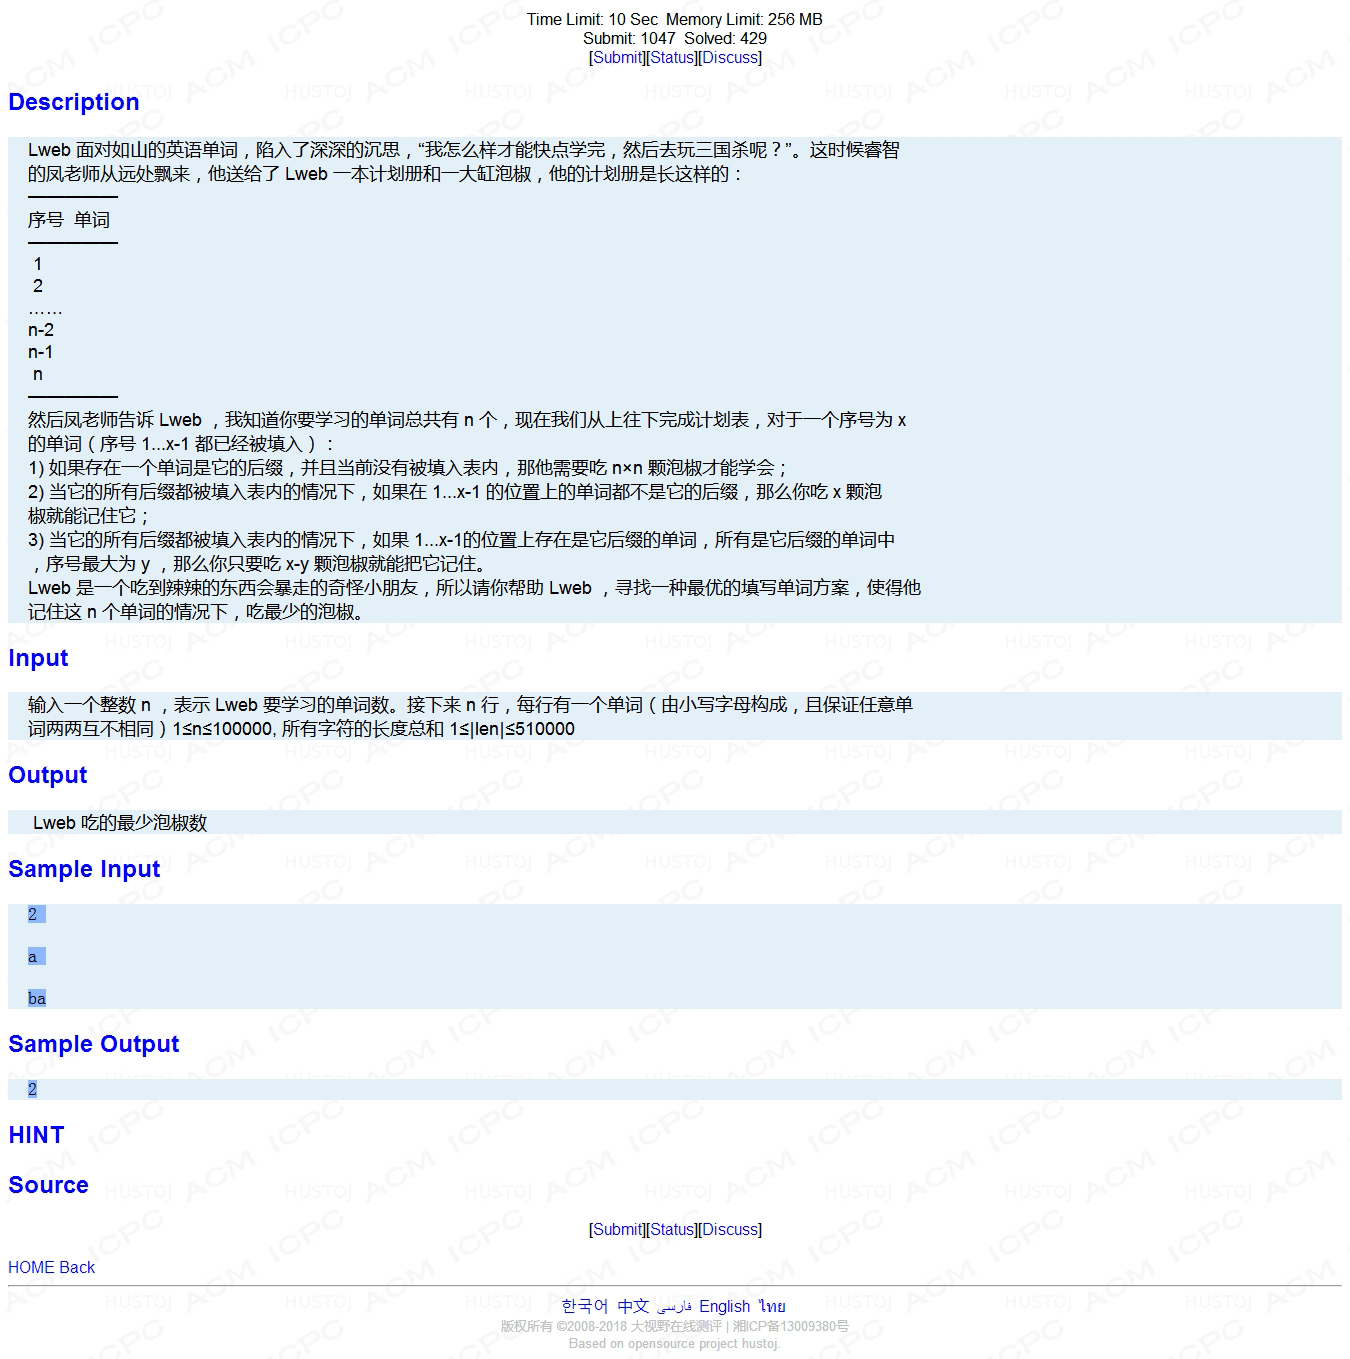 Time Limit: 10 Sec  Memory Limit: 256 MB
Submit: 1047  Solved: 429
[Submit][Status][Discuss]
Description
Lweb 面对如山的英语单词，陷入了深深的沉思，“我怎么样才能快点学完，然后去玩三国杀呢？”。这时候睿智
的凤老师从远处飘来，他送给了 Lweb 一本计划册和一大缸泡椒，他的计划册是长这样的：
—————
序号  单词
—————
1
2
……
n-2
n-1
n
—————
然后凤老师告诉 Lweb ，我知道你要学习的单词总共有 n 个，现在我们从上往下完成计划表，对于一个序号为 x
的单词（序号 1...x-1 都已经被填入）：
1) 如果存在一个单词是它的后缀，并且当前没有被填入表内，那他需要吃 n×n 颗泡椒才能学会；
2) 当它的所有后缀都被填入表内的情况下，如果在 1...x-1 的位置上的单词都不是它的后缀，那么你吃 x 颗泡
椒就能记住它；
3) 当它的所有后缀都被填入表内的情况下，如果 1...x-1的位置上存在是它后缀的单词，所有是它后缀的单词中
，序号最大为 y ，那么你只要吃 x-y 颗泡椒就能把它记住。
Lweb 是一个吃到辣辣的东西会暴走的奇怪小朋友，所以请你帮助 Lweb ，寻找一种最优的填写单词方案，使得他
记住这 n 个单词的情况下，吃最少的泡椒。
Input
输入一个整数 n ，表示 Lweb 要学习的单词数。接下来 n 行，每行有一个单词（由小写字母构成，且保证任意单
词两两互不相同）1≤n≤100000, 所有字符的长度总和 1≤|len|≤510000
Output
Lweb 吃的最少泡椒数
Sample Input
2
a
ba
Sample Output
2
HINT
Source
[Submit][Status][Discuss]
HOME Back
한국어  中文  فارسی  English  ไทย
版权所有 ©2008-2018 大视野在线测评 | 湘ICP备13009380号
Based on opensource project hustoj.